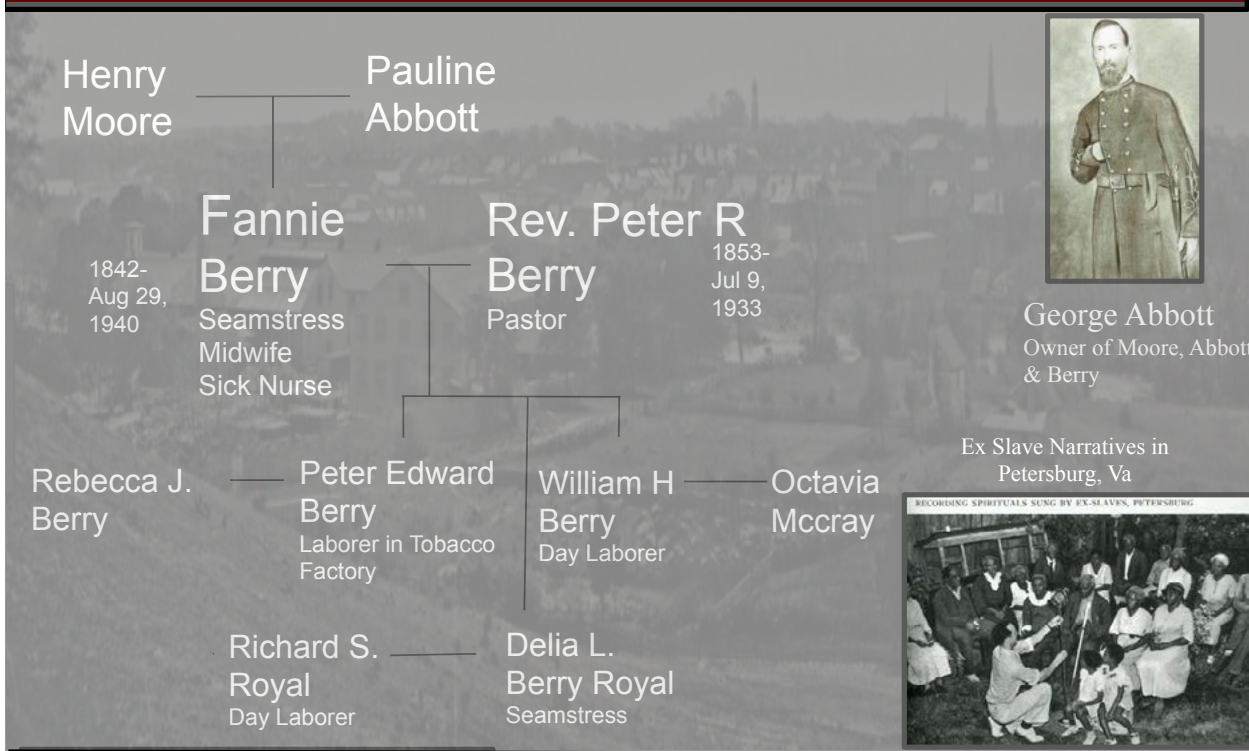 Henry
Moore
Pauline
Abbott
Fannie
Berry
Seamstress
Midwife
Sick Nurse
1842-
Aug 29,
1940
Rev. Peter R
Berry
Pastor
1853-
Jul 9,
1933
George Abbott
Owner of Moore, Abbott
& Berry
Rebecca J.
Berry
Peter Edward
Berry
Laborer in Tobacco
Factory
William H
Berry
Day Laborer
Octavia
Mccray
Richard S.
Royal
Day Laborer
Delia L.
Berry Royal
Seamstress
Ex Slave Narratives in
Petersburg, Va
RECORDING SPIRITUALS SUNG BY EX-SLAVES, PETERSBURG